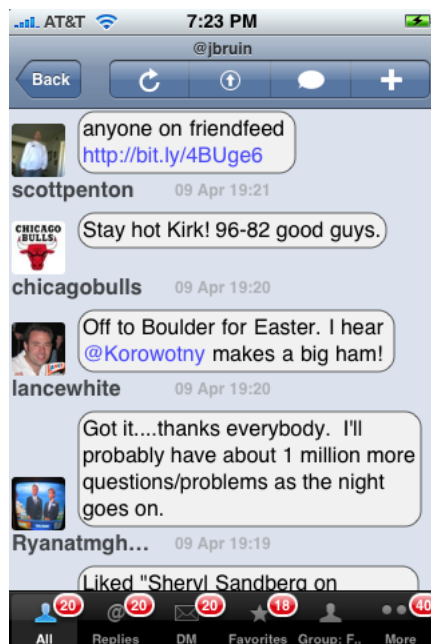 AT&T 7:23 PM
@jbruin
Back
anyone on friendfeed
http://bit.ly/4BUge6
scottpenton 09 Apr 19:21
CHICAGO
BULLS
Stay hot Kirk! 96-82 good guys.
chicagobulls 09 Apr 19:20
Off to Boulder for Easter. I hear
@Korowotny makes a big ham!
lancewhite 09 Apr 19:20
Got it....thanks everybody.  I'll
probably have about 1 million more
questions/problems as the night
goes on.
Ryanatmgh... 09 Apr 19:19
Liked "Sheryl Sandberg on
20 @ 20 20 18 40
All Replies DM Favorites Group: F.. More